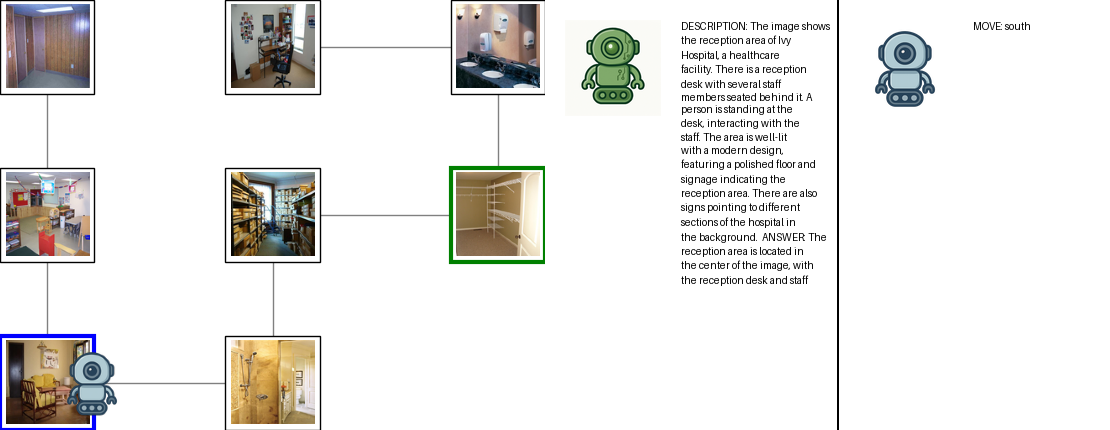 DESCRIPTION: The image shows
the reception area of Ivy
Hospital, a healthcare
facility. There is a reception
desk with several staff
members seated behind it. A
person is standing at the
desk, interacting with the
staff. The area is well-lit
with a modern design,
featuring a polished floor and
signage indicating the
reception area. There are also
signs pointing to different
sections of the hospital in
the background.  ANSWER: The
reception area is located in
the center of the image, with
the reception desk and staff
MOVE: south